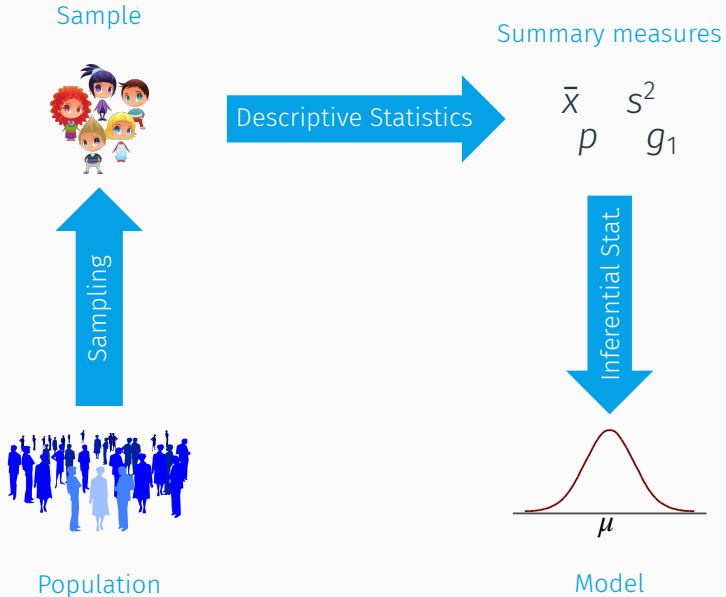 Sample
Summary measures
Descriptive Statistics
x̄ s²
p g₁
Sampling
Inferential Stat.
μ
Population
Model